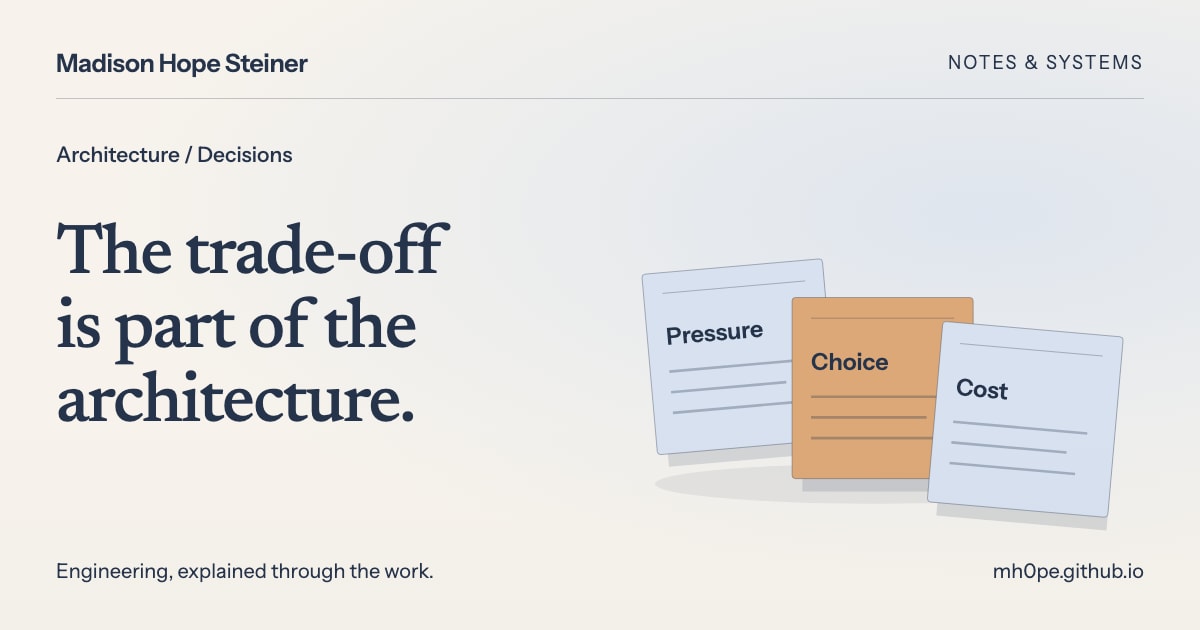 Madison Hope Steiner
NOTES & SYSTEMS
Architecture / Decisions
The trade-off
is part of the
architecture.
Pressure
Choice
Cost
Engineering, explained through the work.
mh0pe.github.io